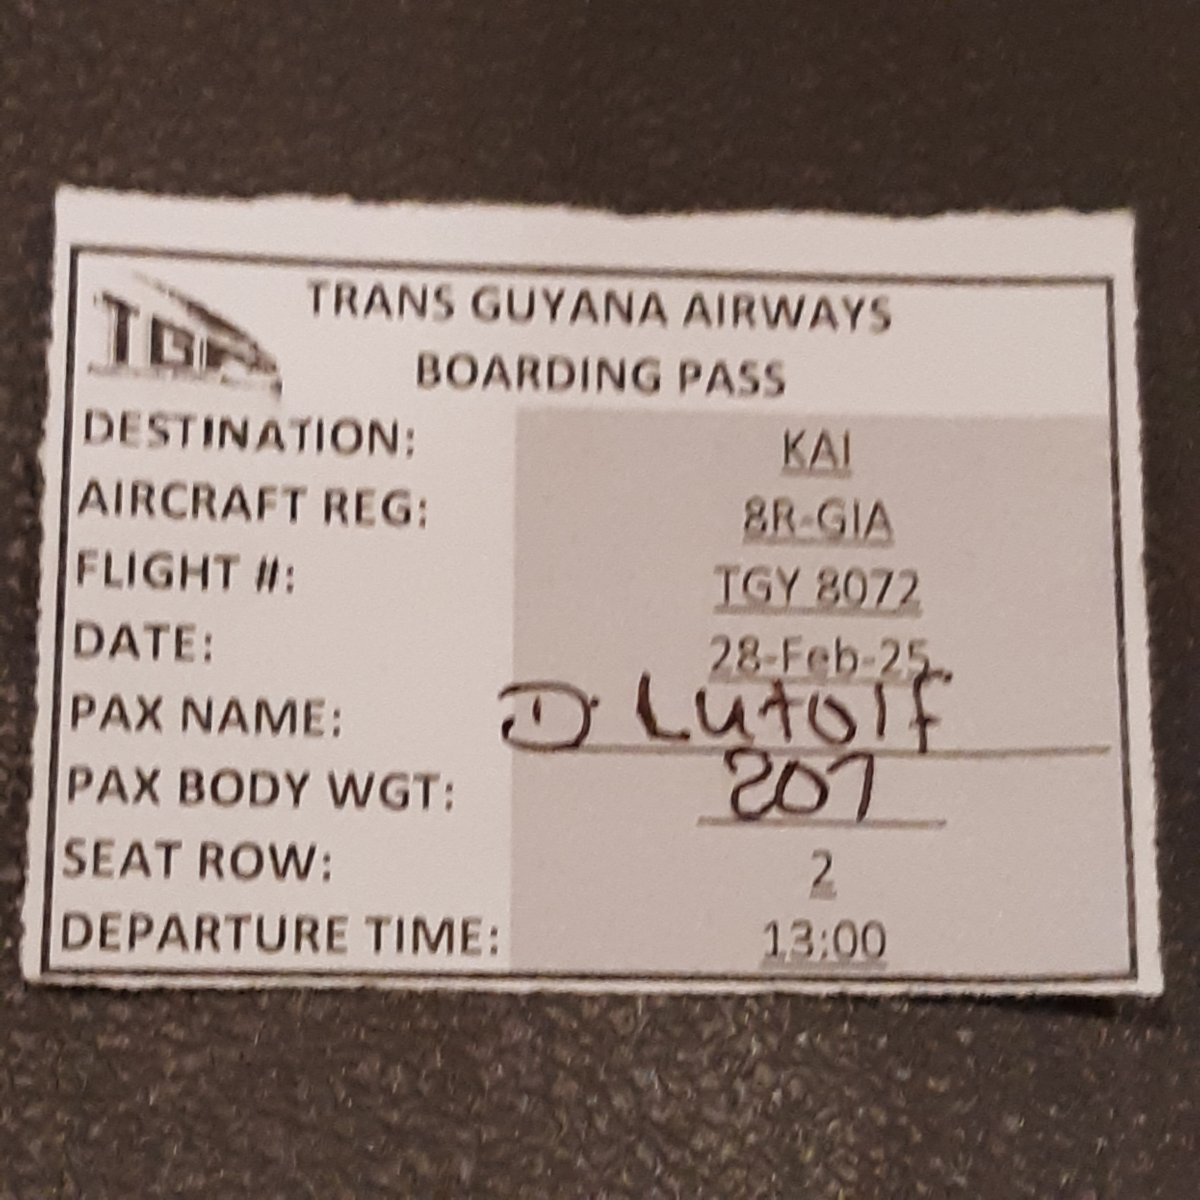 TGA
TRANS GUYANA AIRWAYS
BOARDING PASS
DESTINATION: KAI
AIRCRAFT REG: 8R-GIA
FLIGHT #: TGY 8072
DATE: 28-Feb-25
PAX NAME: D. Lutolf
PAX BODY WGT: 207
SEAT ROW: 2
DEPARTURE TIME: 13:00